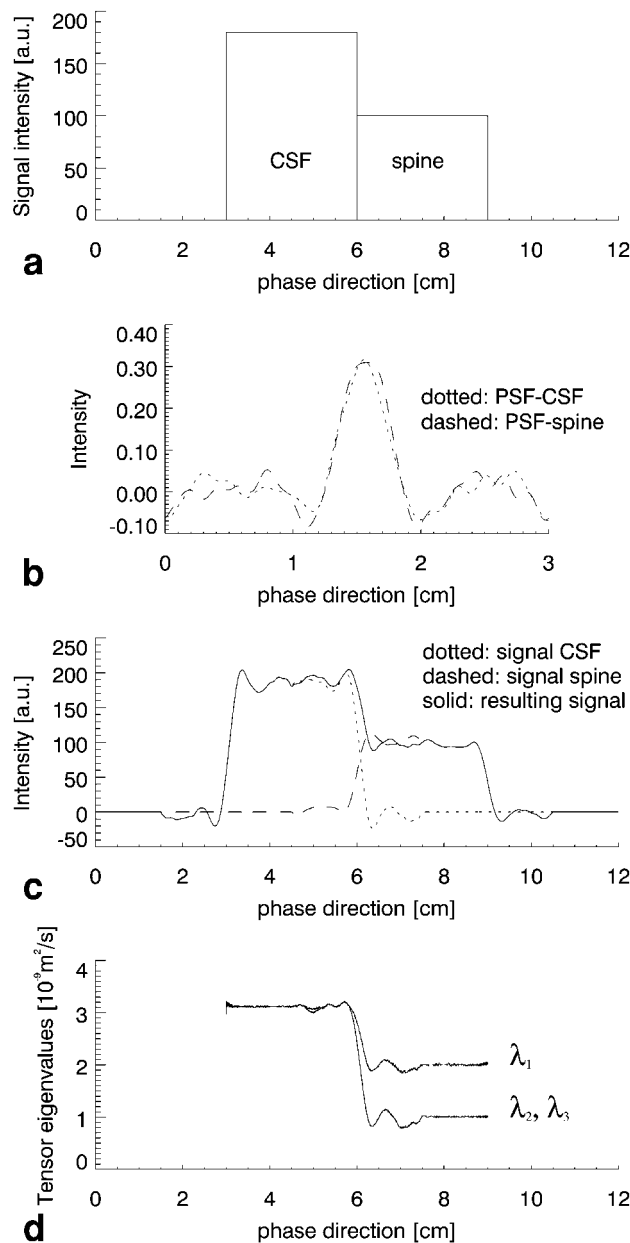 200
150
100
50
0
Signal intensity [a.u.]
CSF
spine
0 2 4 6 8 10 12
phase direction [cm]
a
0.40
0.30
0.20
0.10
0.00
-0.10
Intensity
dotted: PSF-CSF
dashed: PSF-spine
0 1 2 3
phase direction [cm]
b
250
200
150
100
50
0
-50
Intensity [a.u.]
dotted: signal CSF
dashed: signal spine
solid: resulting signal
0 2 4 6 8 10 12
phase direction [cm]
c
4
3
2
1
0
Tensor eigenvalues [10⁻⁹m²/s]
λ₁
λ₂, λ₃
0 2 4 6 8 10 12
phase direction [cm]
d